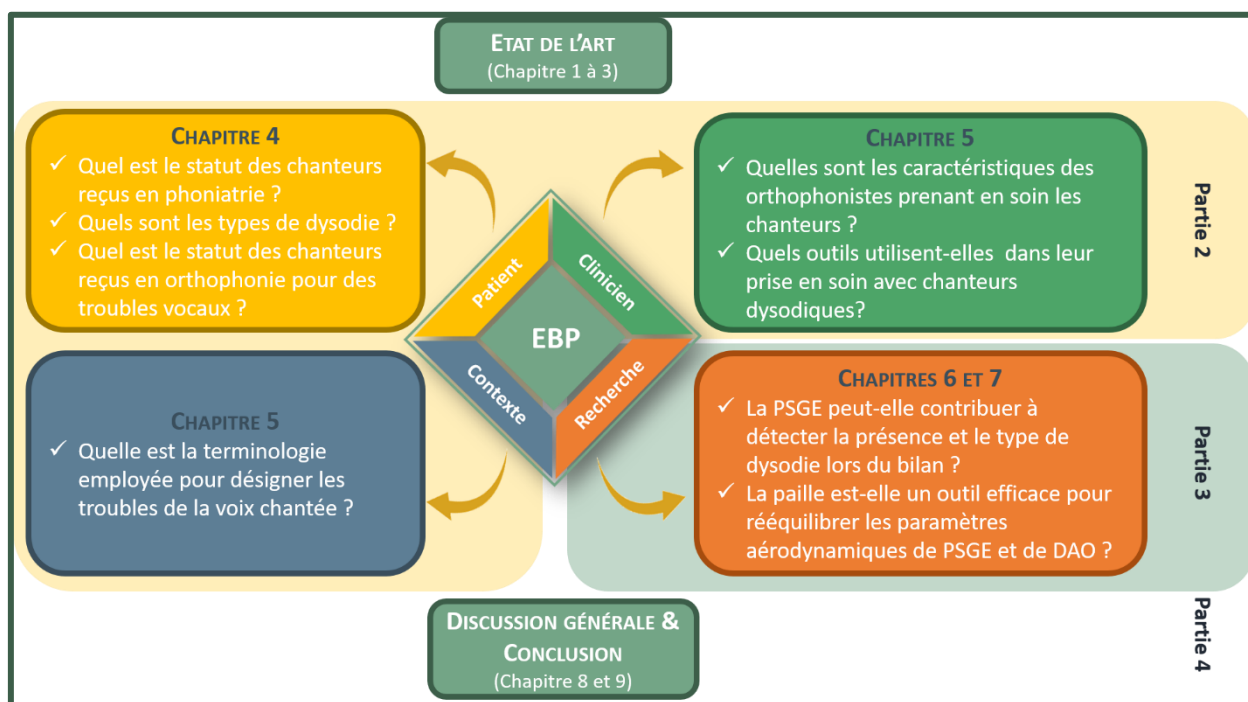 ETAT DE L'ART
(Chapitre 1 à 3)
CHAPITRE 4
✓ Quel est le statut des chanteurs
reçus en phoniatrie ?
✓ Quels sont les types de dysodie ?
✓ Quel est le statut des chanteurs
reçus en orthophonie pour des
troubles vocaux ?
CHAPITRE 5
✓ Quelles sont les caractéristiques des
orthophonistes prenant en soin les
chanteurs ?
✓ Quels outils utilisent-elles dans leur
prise en soin avec chanteurs
dysodiques?
Partie 2
Patient
Clinicien
EBP
Contexte
Recherche
CHAPITRE 5
✓ Quelle est la terminologie
employée pour désigner les
troubles de la voix chantée ?
CHAPITRES 6 ET 7
✓ La PSGE peut-elle contribuer à
détecter la présence et le type de
dysodie lors du bilan ?
✓ La paille est-elle un outil efficace pour
rééquilibrer les paramètres
aérodynamiques de PSGE et de DAO ?
Partie 3
DISCUSSION GÉNÉRALE &
CONCLUSION
(Chapitre 8 et 9)
Partie 4